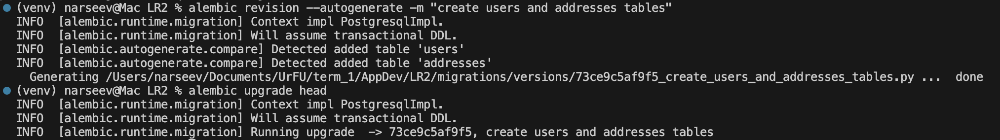 (venv) narseev@Mac LR2 % alembic revision --autogenerate -m "create users and addresses tables"
INFO  [alembic.runtime.migration] Context impl PostgresqlImpl.
INFO  [alembic.runtime.migration] Will assume transactional DDL.
INFO  [alembic.autogenerate.compare] Detected added table 'users'
INFO  [alembic.autogenerate.compare] Detected added table 'addresses'
  Generating /Users/narseev/Documents/UrFU/term_1/AppDev/LR2/migrations/versions/73ce9c5af9f5_create_users_and_addresses_tables.py ...  done
(venv) narseev@Mac LR2 % alembic upgrade head
INFO  [alembic.runtime.migration] Context impl PostgresqlImpl.
INFO  [alembic.runtime.migration] Will assume transactional DDL.
INFO  [alembic.runtime.migration] Running upgrade  -> 73ce9c5af9f5, create users and addresses tables